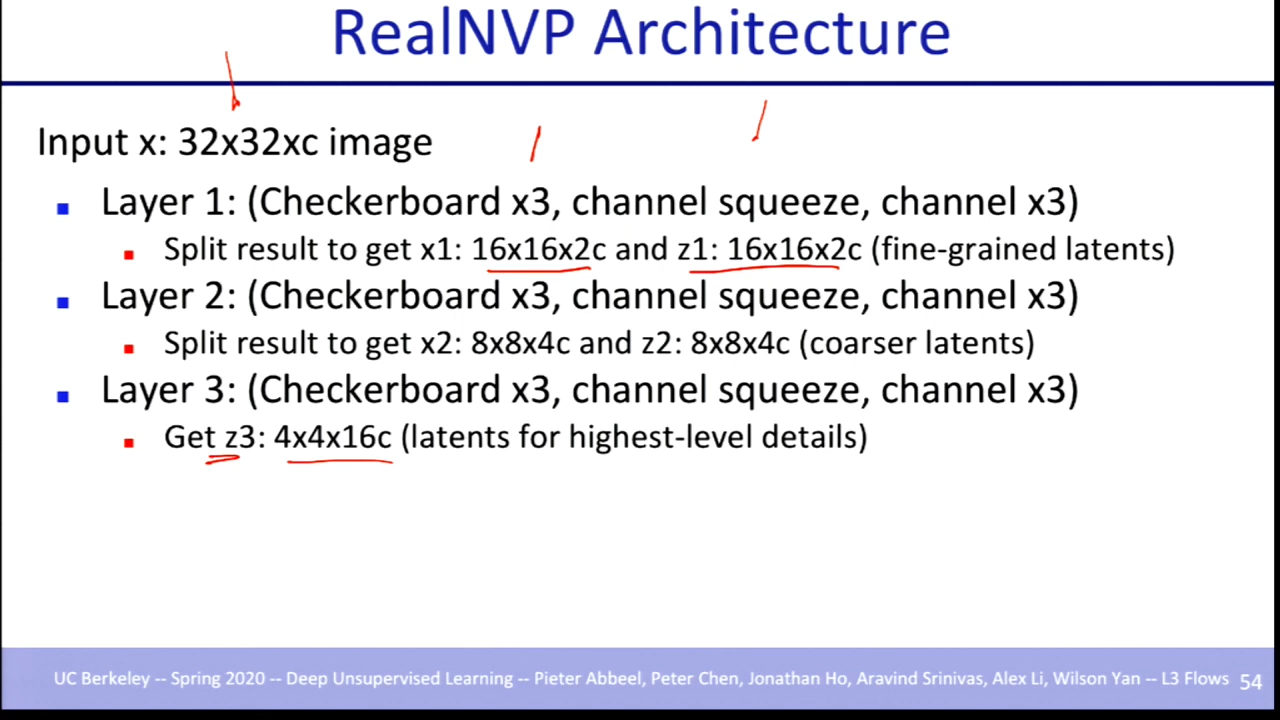 RealNVP Architecture
Input x: 32x32xc image
Layer 1: (Checkerboard x3, channel squeeze, channel x3)
Split result to get x1: 16x16x2c and z1: 16x16x2c (fine-grained latents)
Layer 2: (Checkerboard x3, channel squeeze, channel x3)
Split result to get x2: 8x8x4c and z2: 8x8x4c (coarser latents)
Layer 3: (Checkerboard x3, channel squeeze, channel x3)
Get z3: 4x4x16c (latents for highest-level details)
UC Berkeley -- Spring 2020 -- Deep Unsupervised Learning -- Pieter Abbeel, Peter Chen, Jonathan Ho, Aravind Srinivas, Alex Li, Wilson Yan -- L3 Flows 54